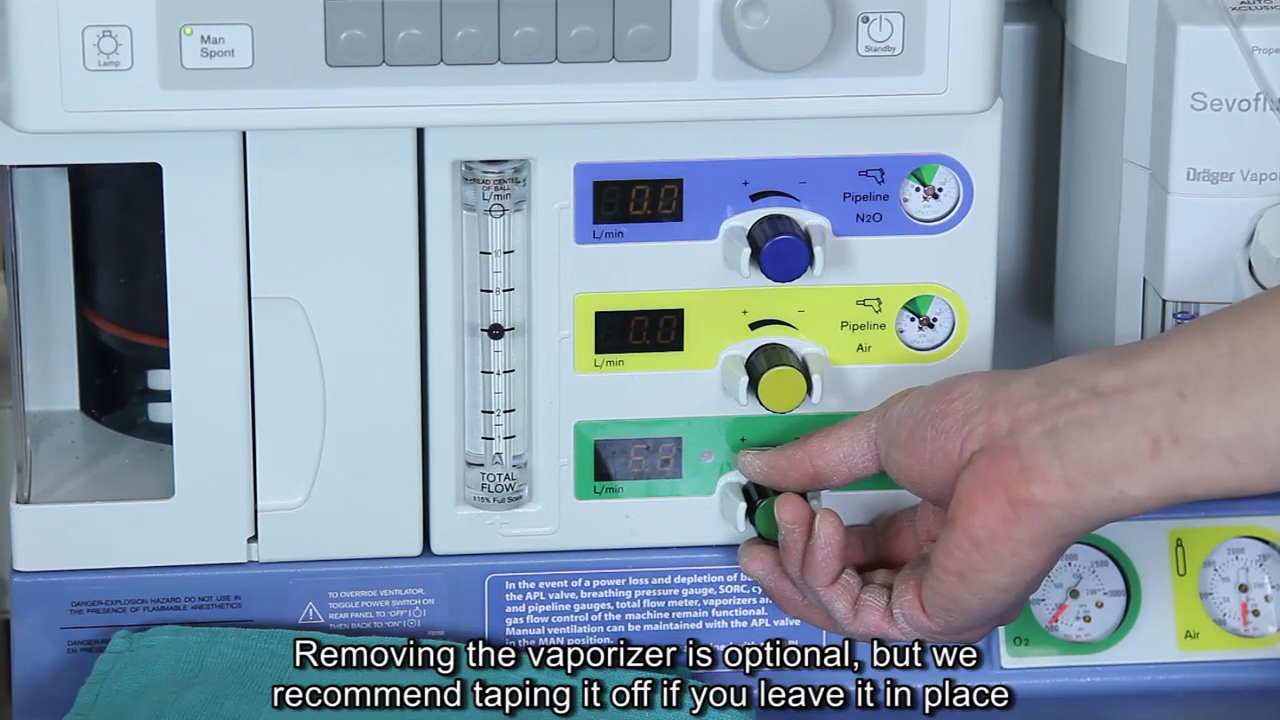 Lamp
Man
Spont
Standby
Sevofl
Dräger Vapo
READ CENTER
OF BALL
L/min
10
8
4
2
TOTAL
FLOW
±15% Full Scale
0.0
L/min
+ −
Pipeline
N2O
0.0
L/min
+ −
Pipeline
Air
6.8
L/min
+
DANGER-EXPLOSION HAZARD, DO NOT USE IN
THE PRESENCE OF FLAMMABLE ANESTHETICS
TO OVERRIDE VENTILATOR,
TOGGLE POWER SWITCH ON
REAR PANEL TO "OFF"
THEN BACK TO "ON"
In the event of a power loss and depletion of
the APL valve, breathing pressure gauge, SORC,
and pipeline gauges, total flow meter, vaporizers
gas flow control of the machine remain functional.
Manual ventilation can be maintained with the APL valve
in the MAN position.
O2
Air
Removing the vaporizer is optional, but we
recommend taping it off if you leave it in place